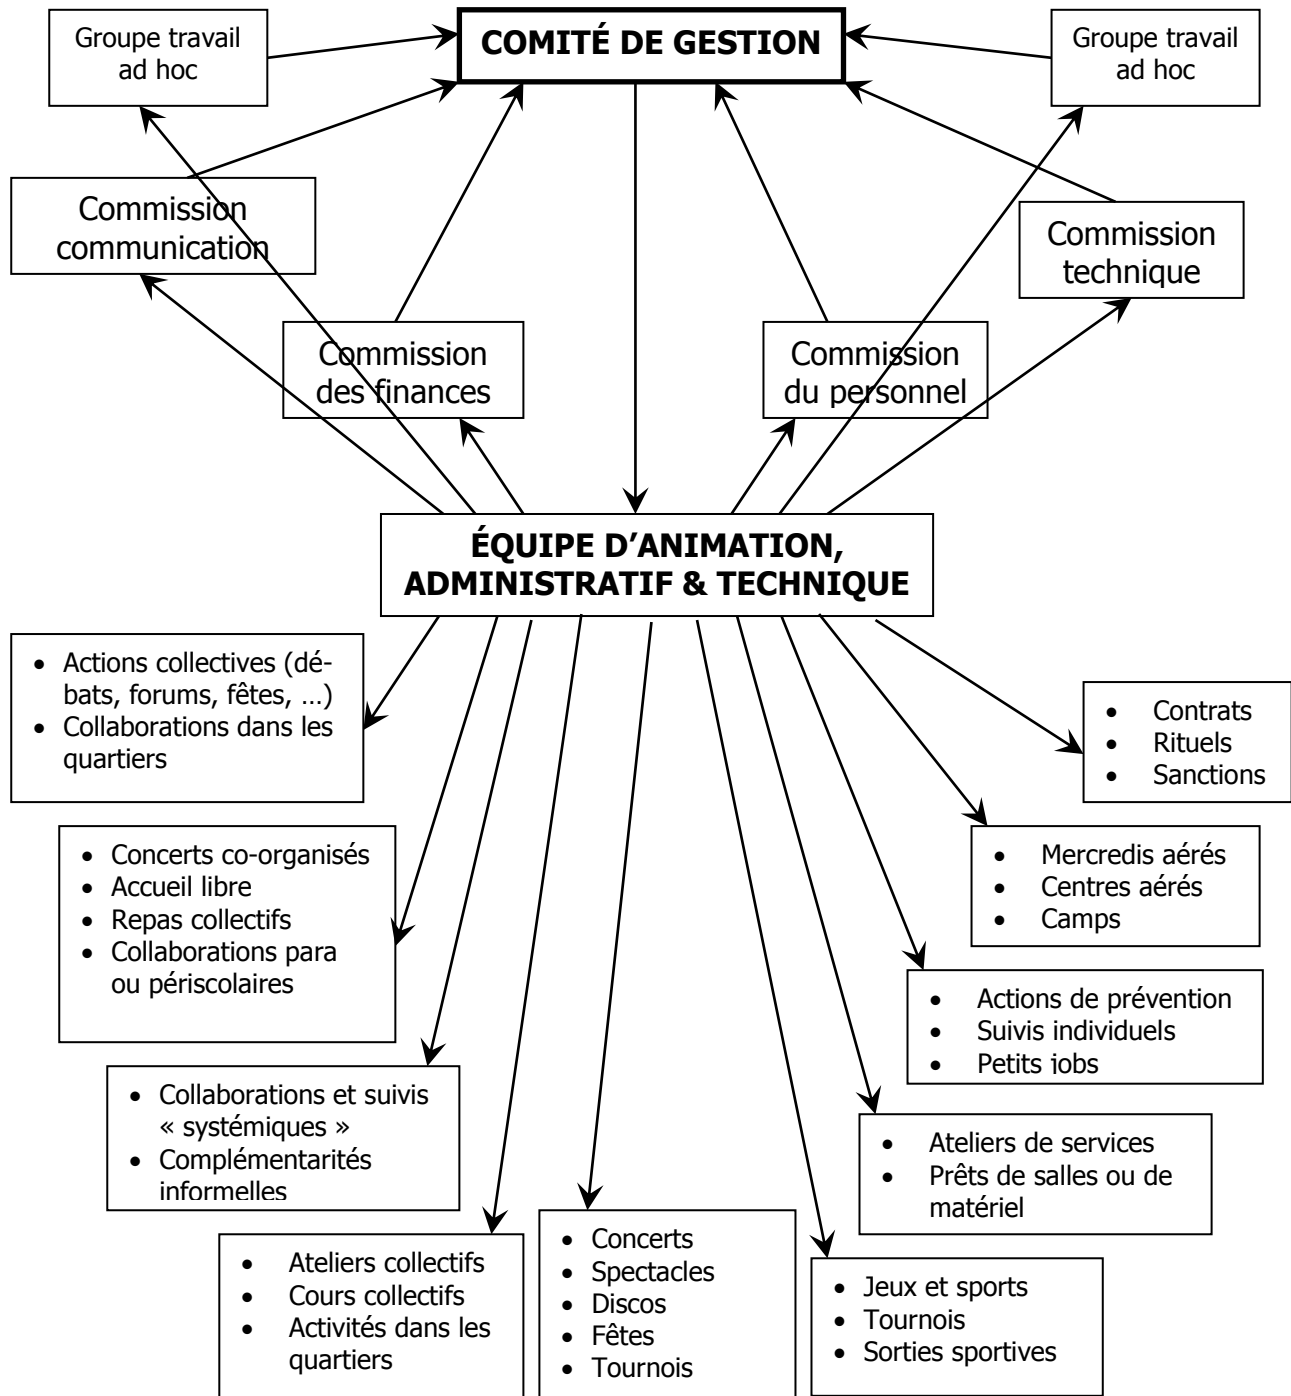 Groupe travail
ad hoc
COMITÉ DE GESTION
Groupe travail
ad hoc
Commission
communication
Commission
technique
Commission
des finances
Commission
du personnel
ÉQUIPE D’ANIMATION,
ADMINISTRATIF & TECHNIQUE
• Actions collectives (dé-
bats, forums, fêtes, ...)
• Collaborations dans les
quartiers
• Contrats
• Rituels
• Sanctions
• Concerts co-organisés
• Accueil libre
• Repas collectifs
• Collaborations para
ou périscolaires
• Mercredis aérés
• Centres aérés
• Camps
• Actions de prévention
• Suivis individuels
• Petits jobs
• Collaborations et suivis
« systémiques »
• Complémentarités
informelles
• Ateliers de services
• Prêts de salles ou de
matériel
• Ateliers collectifs
• Cours collectifs
• Activités dans les
quartiers
• Concerts
• Spectacles
• Discos
• Fêtes
• Tournois
• Jeux et sports
• Tournois
• Sorties sportives